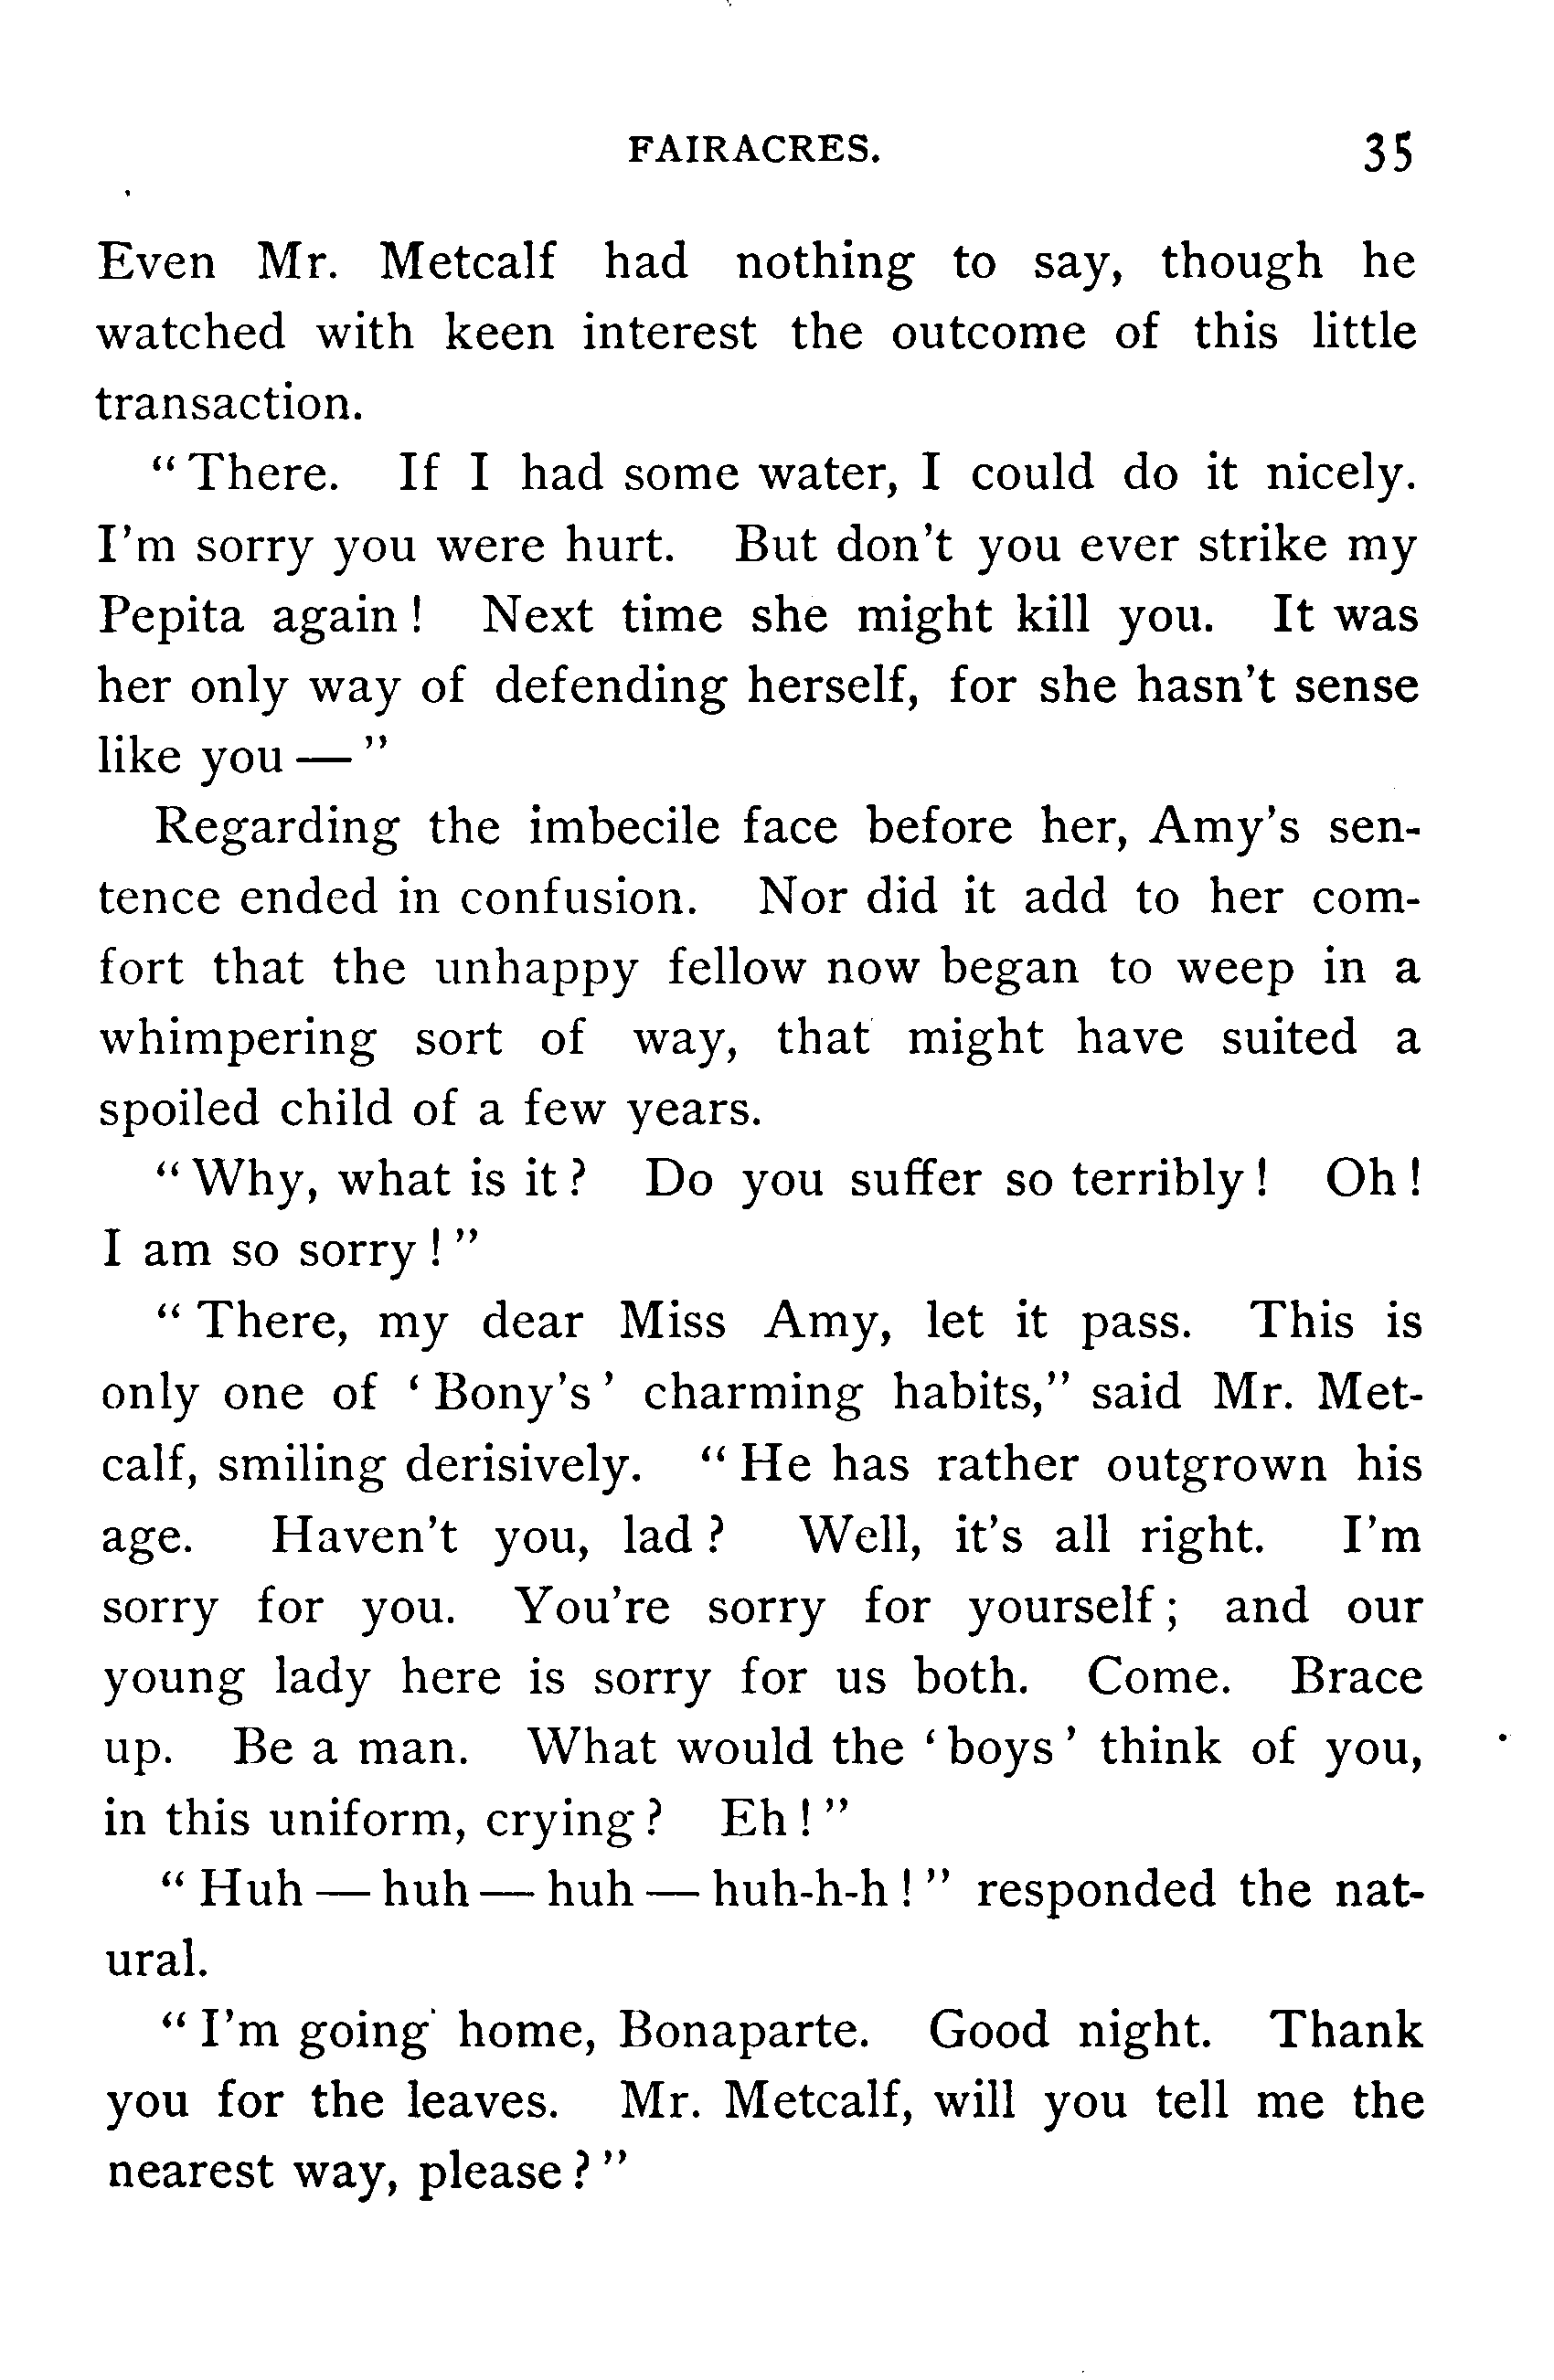 FAIRACRES. 35
Even Mr. Metcalf had nothing to say, though he
watched with keen interest the outcome of this little
transaction.
“There. If I had some water, I could do it nicely.
I’m sorry you were hurt. But don’t you ever strike my
Pepita again! Next time she might kill you. It was
her only way of defending herself, for she hasn’t sense
like you — ”
Regarding the imbecile face before her, Amy’s sen-
tence ended in confusion. Nor did it add to her com-
fort that the unhappy fellow now began to weep in a
whimpering sort of way, that might have suited a
spoiled child of a few years.
“Why, what is it? Do you suffer so terribly! Oh!
I am so sorry!”
“There, my dear Miss Amy, let it pass. This is
only one of ‘Bony’s’ charming habits,” said Mr. Met-
calf, smiling derisively. “He has rather outgrown his
age. Haven’t you, lad? Well, it’s all right. I’m
sorry for you. You’re sorry for yourself; and our
young lady here is sorry for us both. Come. Brace
up. Be a man. What would the ‘boys’ think of you,
in this uniform, crying? Eh!”
“Huh — huh — huh — huh-h-h!” responded the nat-
ural.
“I’m going home, Bonaparte. Good night. Thank
you for the leaves. Mr. Metcalf, will you tell me the
nearest way, please?”